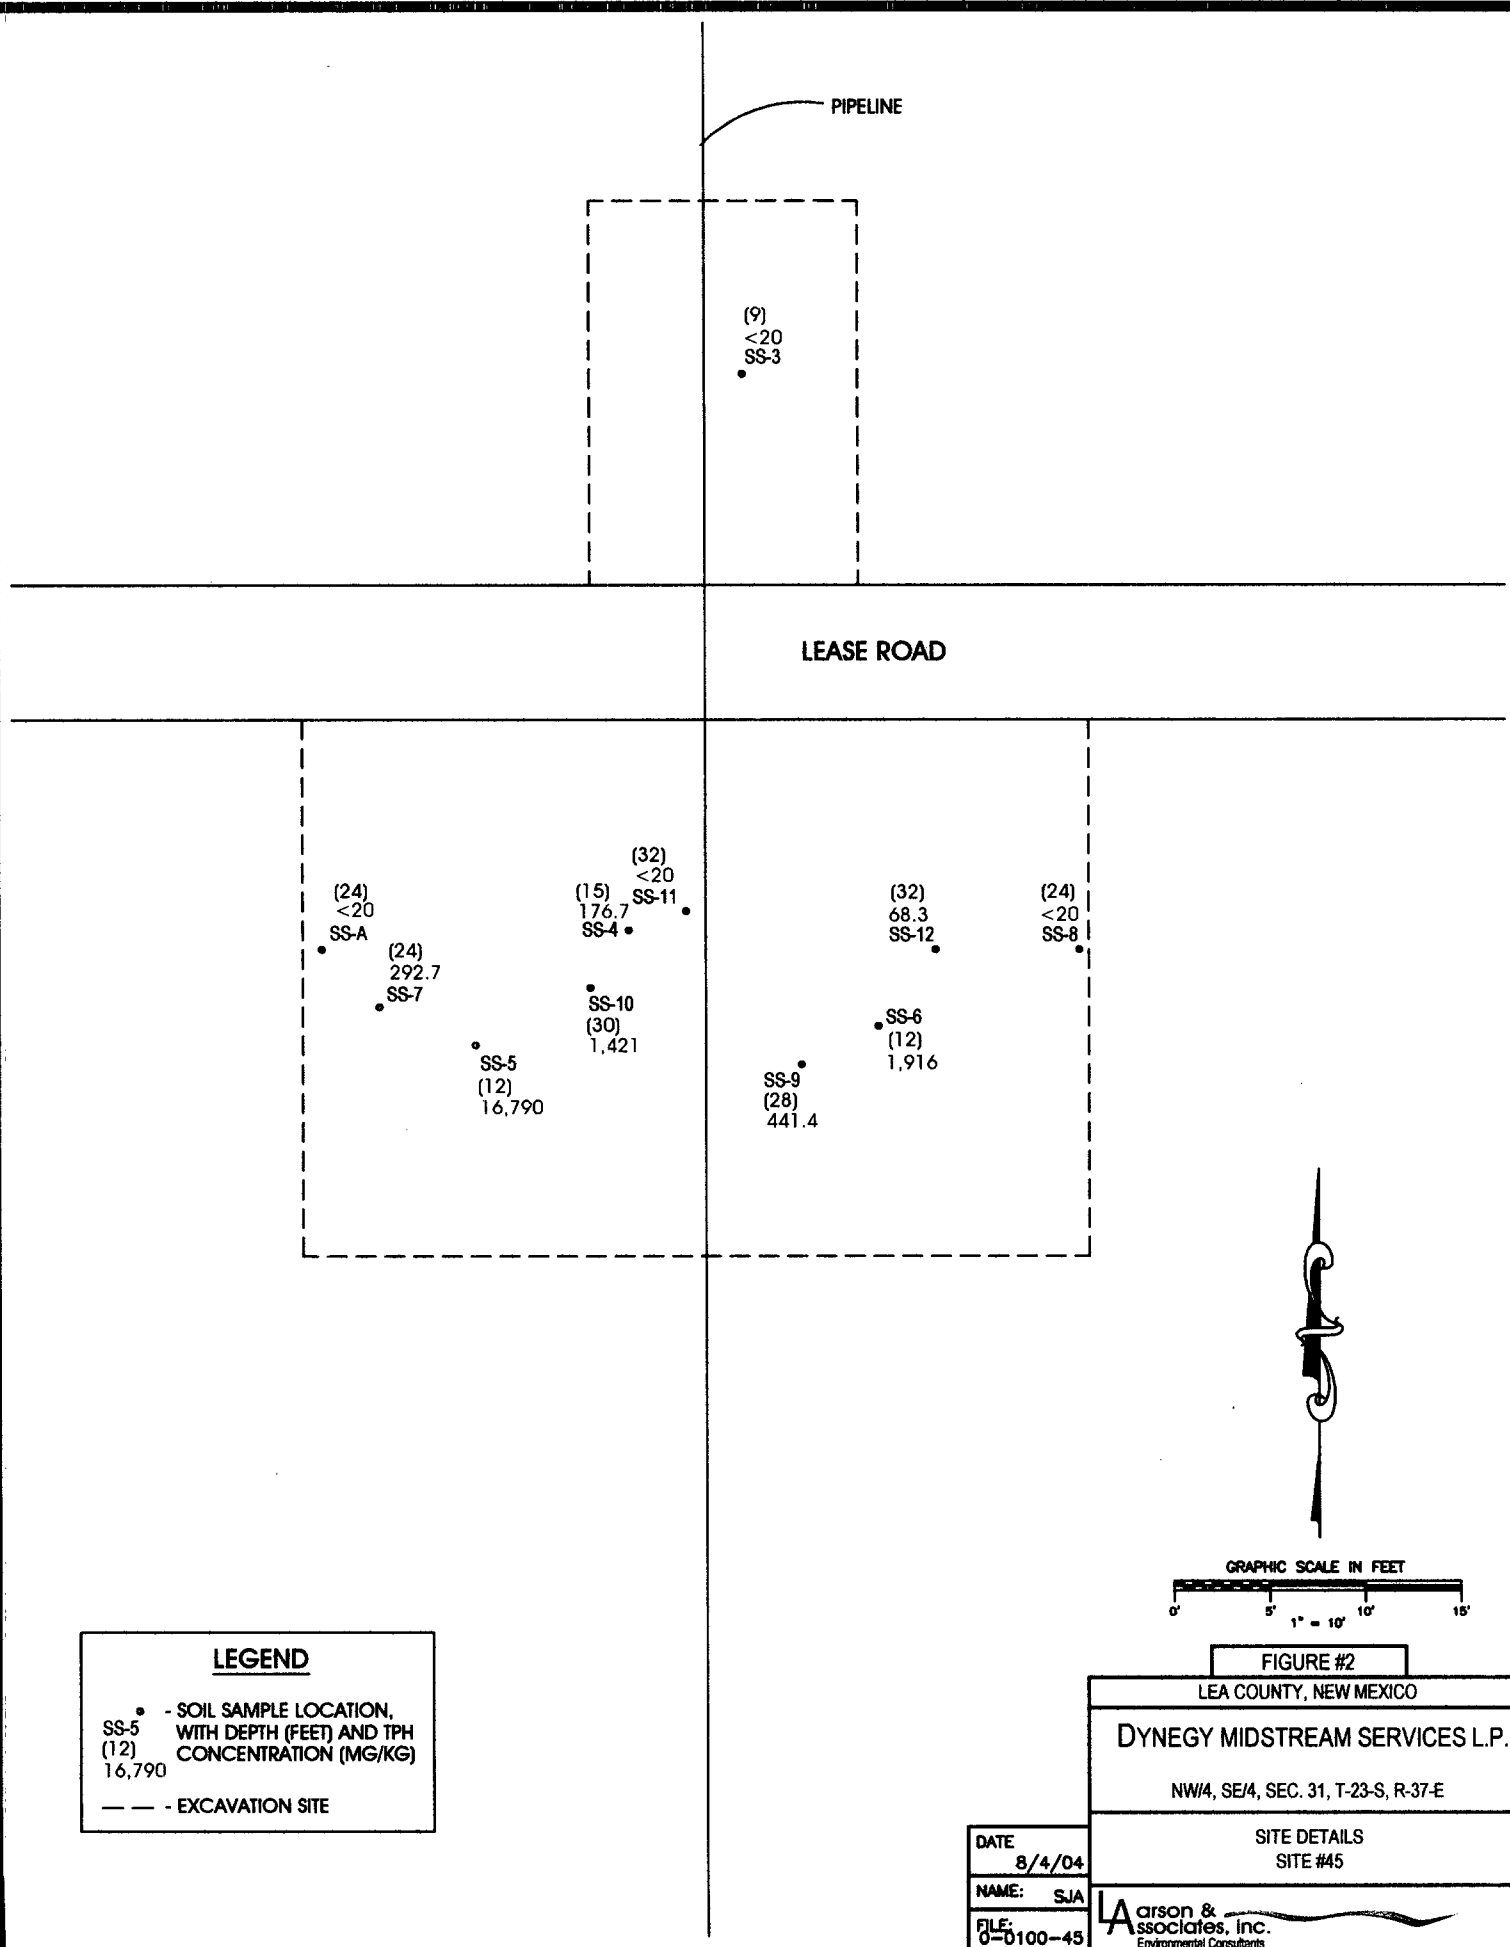 PIPELINE
(9)
<20
SS-3
LEASE ROAD
(24)
<20
SS-A
(24)
292.7
SS-7
SS-5
(12)
16,790
(15)
176.7
SS-4
(32)
<20
SS-11
SS-10
(30)
1,421
SS-9
(28)
441.4
(32)
68.3
SS-12
SS-6
(12)
1,916
(24)
<20
SS-8
GRAPHIC SCALE IN FEET
0' 5' 10' 15'
1" = 10'
LEGEND
SS-5
(12)
16,790
- SOIL SAMPLE LOCATION,
WITH DEPTH (FEET) AND TPH
CONCENTRATION (MG/KG)
- EXCAVATION SITE
FIGURE #2
LEA COUNTY, NEW MEXICO
DYNEGY MIDSTREAM SERVICES L.P.
NW/4, SE/4, SEC. 31, T-23-S, R-37-E
SITE DETAILS
SITE #45
DATE
8/4/04
NAME: SJA
FILE:
0-0100-45
Larson &
Associates, Inc.
Environmental Consultants